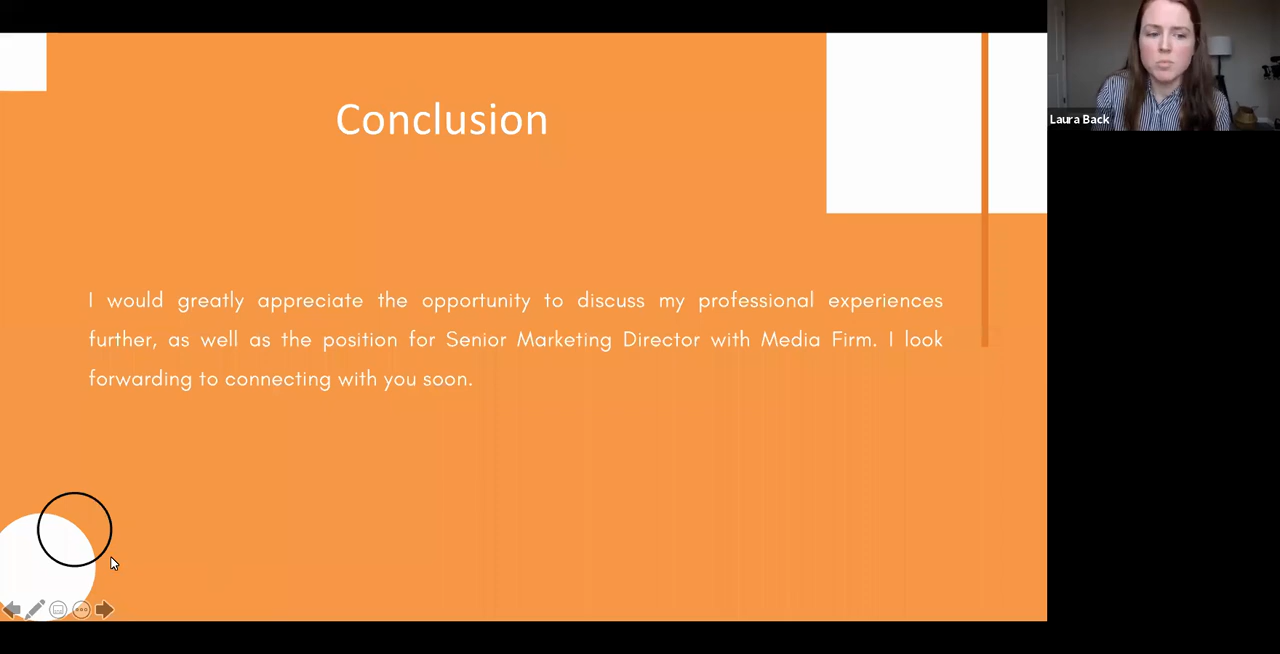 Conclusion
I would greatly appreciate the opportunity to discuss my professional experiences
further, as well as the position for Senior Marketing Director with Media Firm. I look
forwarding to connecting with you soon.
Laura Back